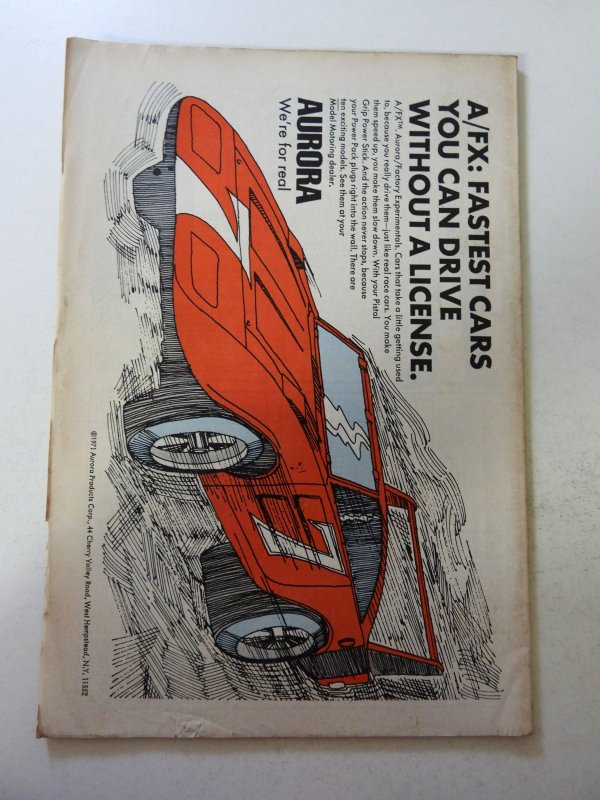 A/FX: FASTEST CARS
YOU CAN DRIVE
WITHOUT A LICENSE.
A/FX™. Aurora/Factory Experimentals. Cars that take a little getting used
to, because you really drive them—just like real race cars. You make
them speed up, you make them slow down. With your Pistol
Grip Power Stick. And the action never stops, because
your Power Pack plugs right into the wall. There are
ten exciting models. See them at your
Model Motoring dealer.
AURORA
We're for real
7
7
©1971 Aurora Products Corp., 44 Cherry Valley Road, West Hempstead, N.Y. 11552